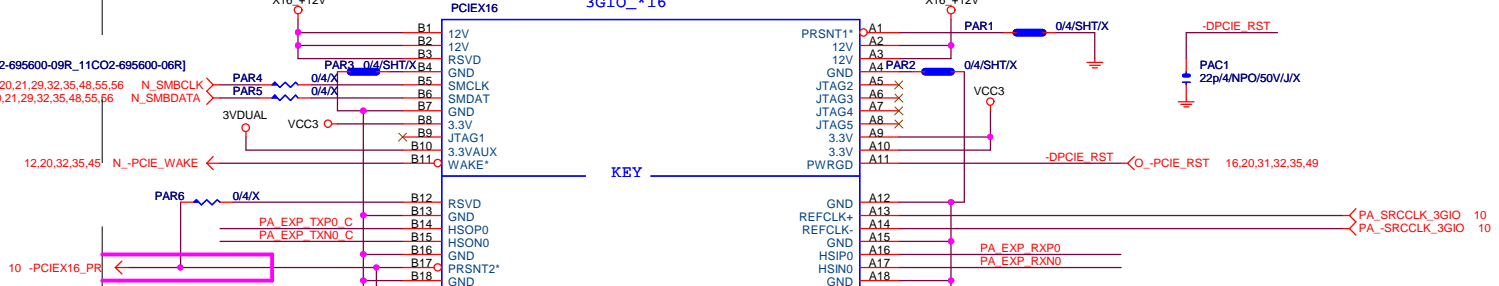 X16_+12V
PCIEX16
3GIO_*16
X16_+12V
B1 12V
B2 12V
B3 RSVD
B4 GND
B5 SMCLK
B6 SMDAT
B7 GND
B8 3.3V
B9 JTAG1
B10 3.3VAUX
B11 WAKE*
KEY
B12 RSVD
B13 GND
B14 HSOP0
B15 HSON0
B16 GND
B17 PRSNT2*
B18 GND
PRSNT1* A1
12V A2
12V A3
GND A4
JTAG2 A5
JTAG3 A6
JTAG4 A7
JTAG5 A8
3.3V A9
3.3V A10
PWRGD A11
GND A12
REFCLK+ A13
REFCLK- A14
GND A15
HSIP0 A16
HSIN0 A17
GND A18
2-695600-09R_11CO2-695600-06R]
PAR3 0/4/SHT/X
20,21,29,32,35,48,55,56 N_SMBCLK PAR4 0/4/X
0,21,29,32,35,48,55,56 N_SMBDATA PAR5 0/4/X
3VDUAL
VCC3
12,20,32,35,45 N_-PCIE_WAKE
PAR6 0/4/X
PA_EXP_TXP0_C
PA_EXP_TXN0_C
10 -PCIEX16_PR
PAR1 0/4/SHT/X
PAR2 0/4/SHT/X
VCC3
-DPCIE_RST
PAC1
22p/4/NPO/50V/J/X
-DPCIE_RST O_-PCIE_RST 16,20,31,32,35,49
PA_SRCCLK_3GIO 10
PA_-SRCCLK_3GIO 10
PA_EXP_RXP0
PA_EXP_RXN0